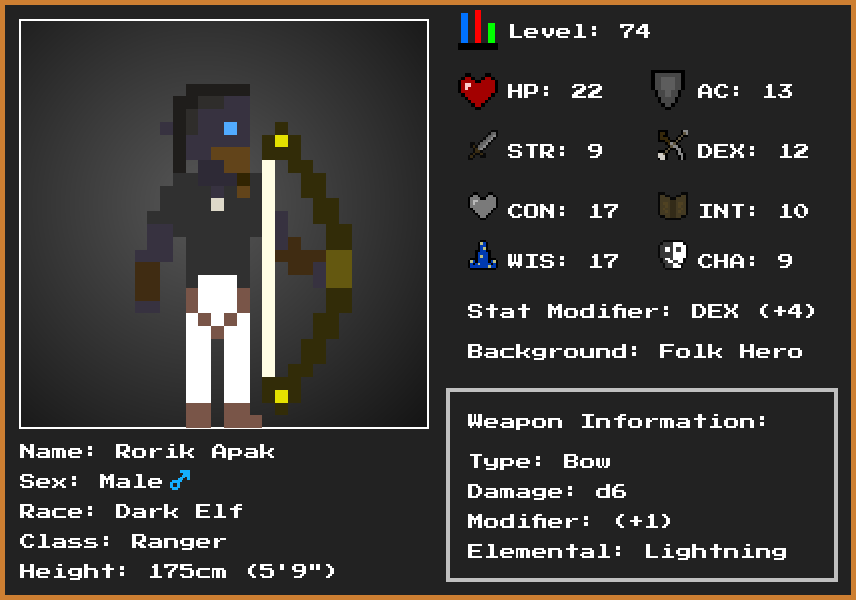 Level: 74
HP: 22 AC: 13
STR: 9 DEX: 12
CON: 17 INT: 10
WIS: 17 CHA: 9
Stat Modifier: DEX (+4)
Background: Folk Hero
Weapon Information:
Type: Bow
Damage: d6
Modifier: (+1)
Elemental: Lightning
Name: Rorik Apak
Sex: Male ♂
Race: Dark Elf
Class: Ranger
Height: 175cm (5'9")